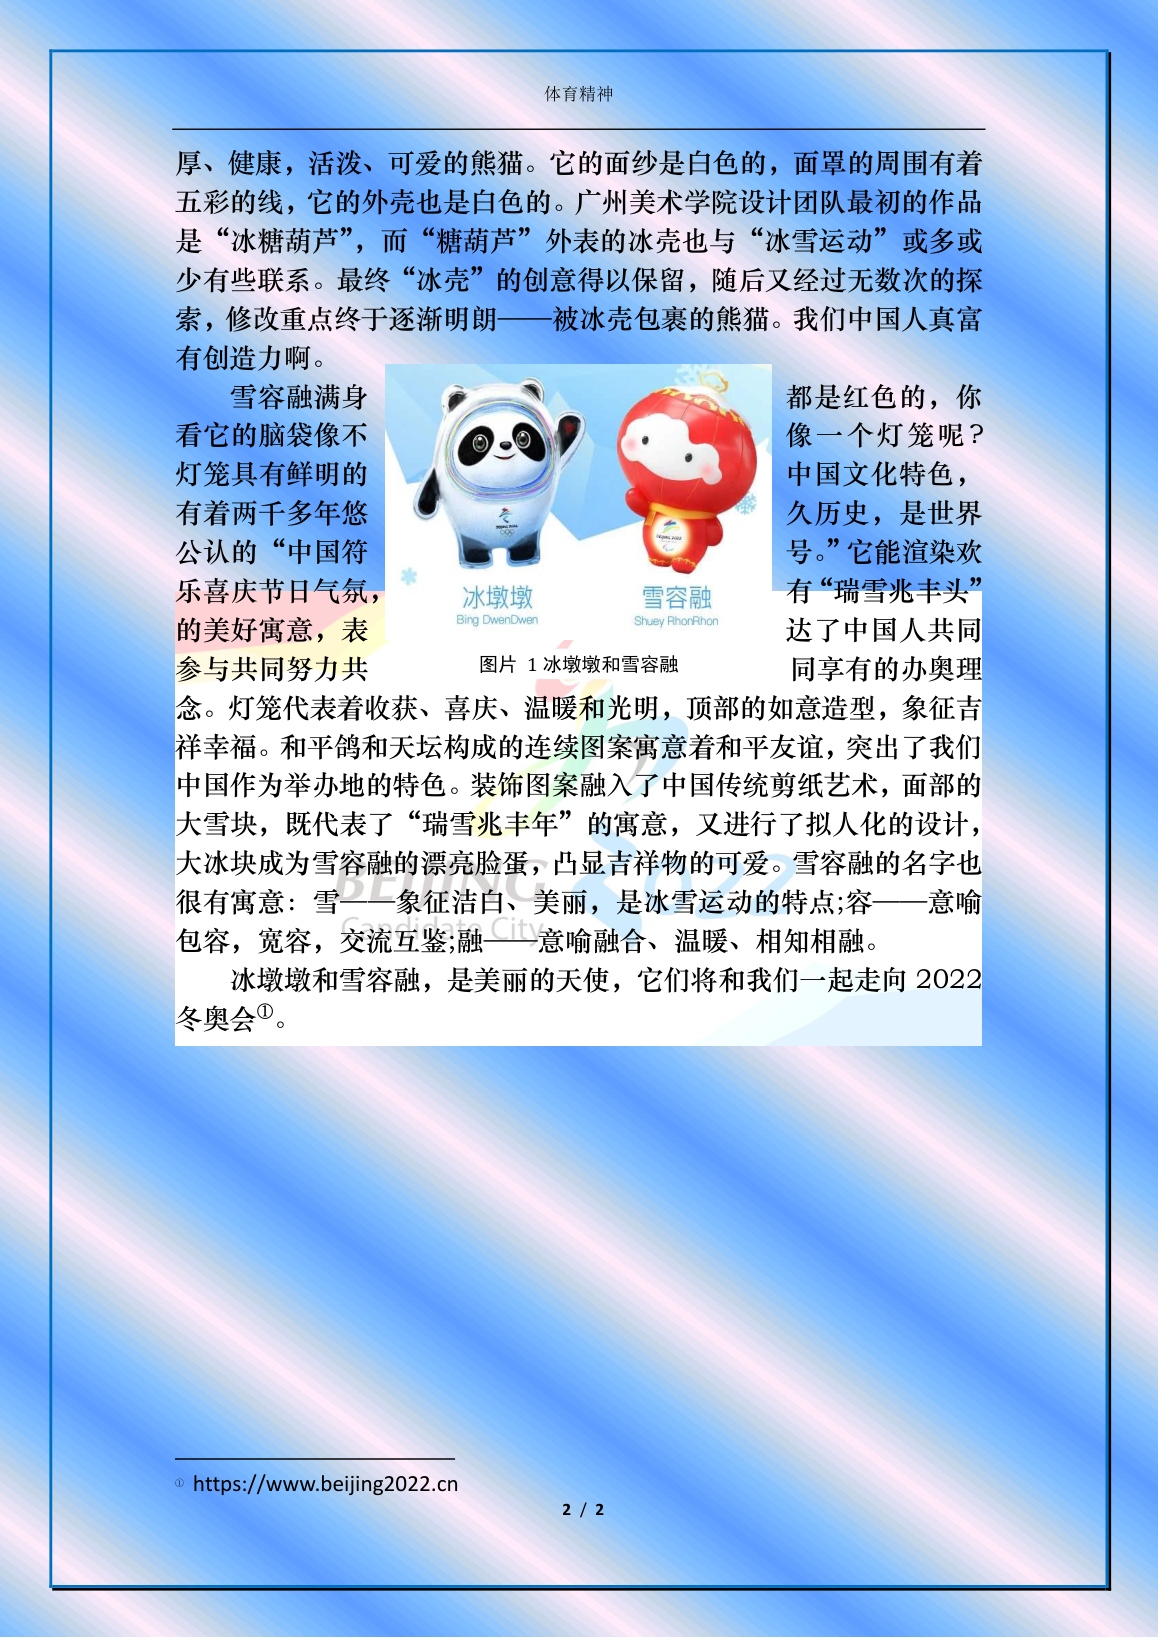 体育精神
厚、健康，活泼、可爱的熊猫。它的面纱是白色的，面罩的周围有着
五彩的线，它的外壳也是白色的。广州美术学院设计团队最初的作品
是“冰糖葫芦”，而“糖葫芦”外表的冰壳也与“冰雪运动”或多或
少有些联系。最终“冰壳”的创意得以保留，随后又经过无数次的探
索，修改重点终于逐渐明朗——被冰壳包裹的熊猫。我们中国人真富
有创造力啊。
雪容融满身都是红色的，你
看它的脑袋像不像一个灯笼呢？
灯笼具有鲜明的中国文化特色，
有着两千多年悠久历史，是世界
公认的“中国符号。”它能渲染欢
乐喜庆节日气氛，有“瑞雪兆丰头”
的美好寓意，表达了中国人共同
参与共同努力共同享有的办奥理
念。灯笼代表着收获、喜庆、温暖和光明，顶部的如意造型，象征吉
祥幸福。和平鸽和天坛构成的连续图案寓意着和平友谊，突出了我们
中国作为举办地的特色。装饰图案融入了中国传统剪纸艺术，面部的
大雪块，既代表了“瑞雪兆丰年”的寓意，又进行了拟人化的设计，
大冰块成为雪容融的漂亮脸蛋，凸显吉祥物的可爱。雪容融的名字也
很有寓意：雪——象征洁白、美丽，是冰雪运动的特点;容——意喻
包容，宽容，交流互鉴;融——意喻融合、温暖、相知相融。
冰墩墩和雪容融，是美丽的天使，它们将和我们一起走向 2022
冬奥会①。
BEIJING 2022
BEIJING 2022
冰墩墩 雪容融
Bing DwenDwen Shuey RhonRhon
图片 1 冰墩墩和雪容融
BEIJING 2022
Candidate City
① https://www.beijing2022.cn
2 / 2